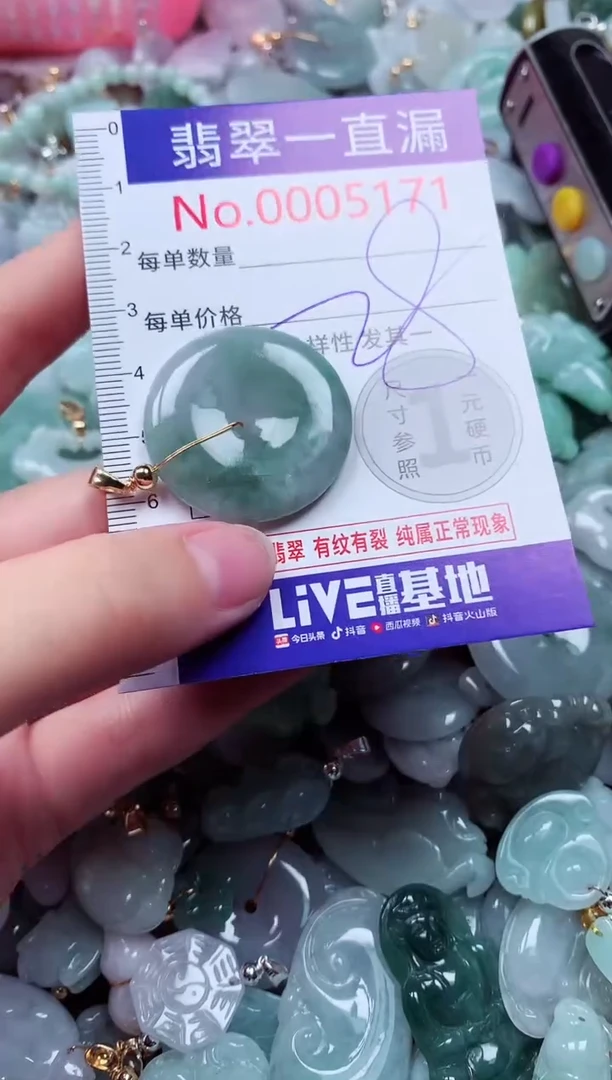 翡翠一直漏
No.0005171
0
1
2
3
4
6
每单数量
每单价格
样性 发其一
尺寸参照
1
元硬币
翡翠 有纹有裂 纯属正常现象
LiVE直播基地
头条 今日头条 抖音 西瓜视频 抖音火山版